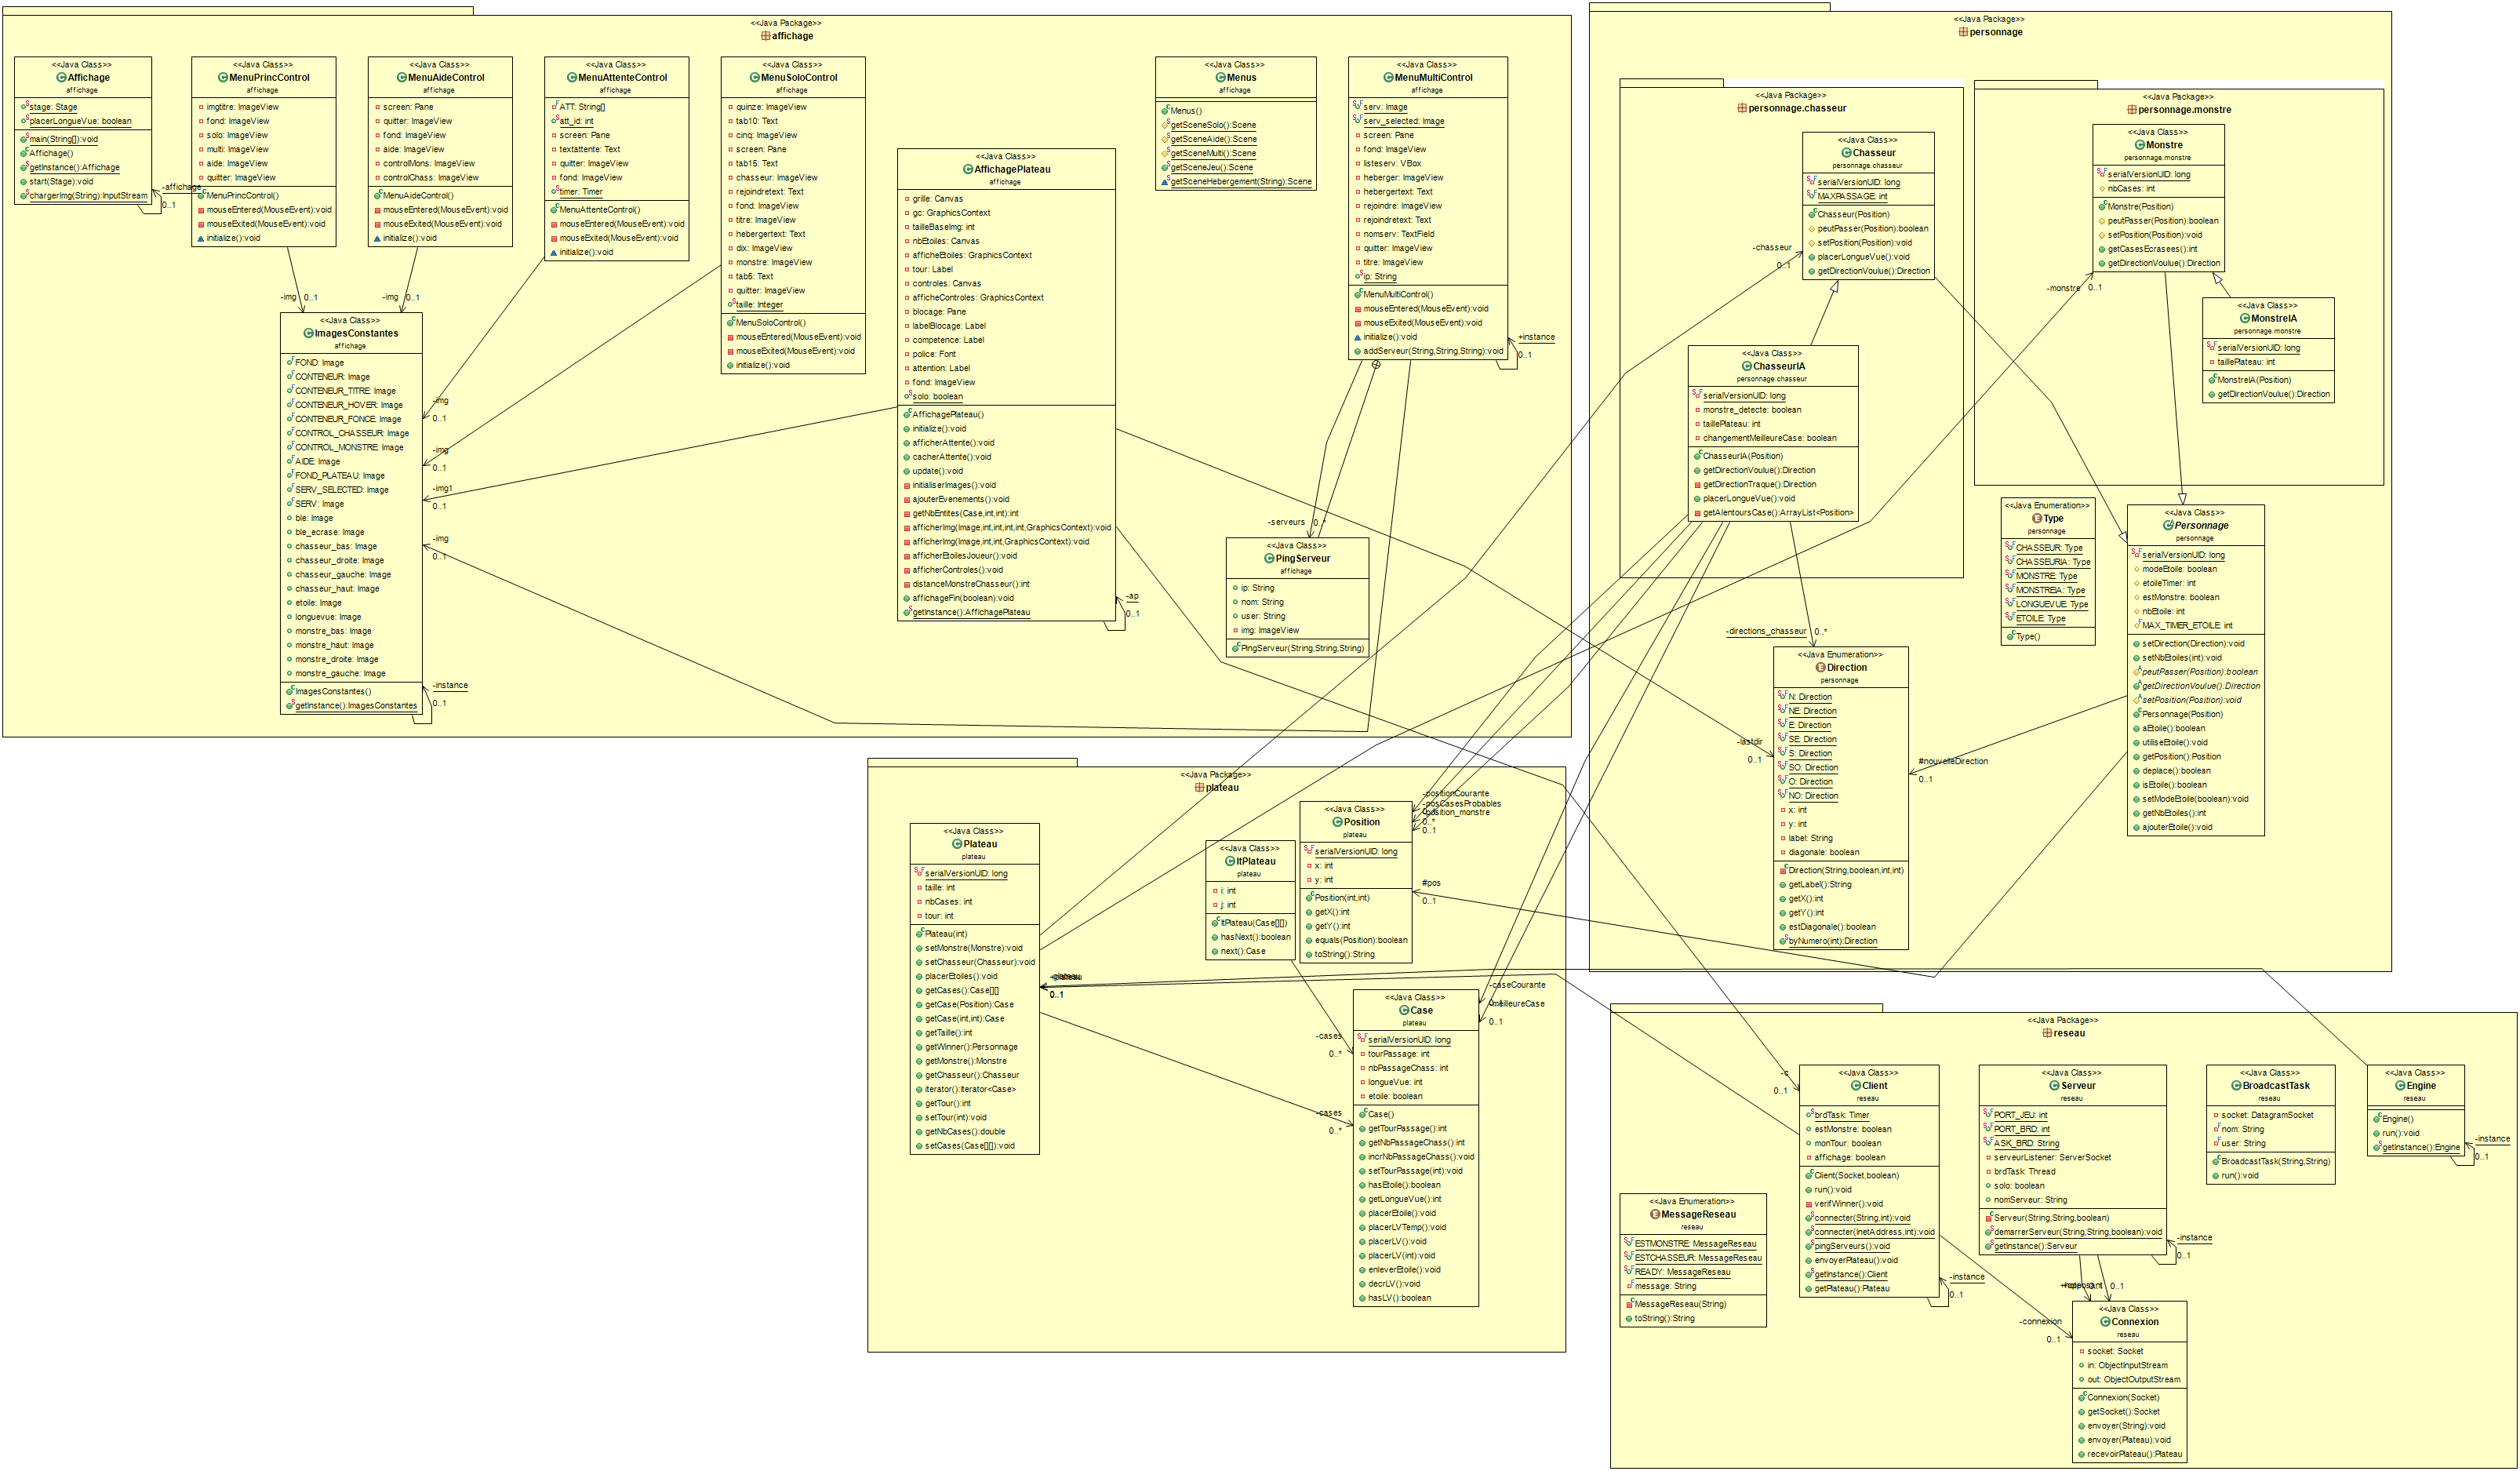 <<Java Package>>
affichage
<<Java Class>>
Affichage
affichage
stage: Stage
placerLongueVue: boolean
main(String[]):void
Affichage()
getInstance():Affichage
start(Stage):void
chargerImg(String):InputStream
-affichage
0..1
<<Java Class>>
MenuPrincControl
affichage
imgtitre: ImageView
fond: ImageView
solo: ImageView
multi: ImageView
aide: ImageView
quitter: ImageView
MenuPrincControl()
mouseEntered(MouseEvent):void
mouseExited(MouseEvent):void
initialize():void
-img 0..1
<<Java Class>>
MenuAideControl
affichage
screen: Pane
quitter: ImageView
fond: ImageView
aide: ImageView
controlMons: ImageView
controlChass: ImageView
MenuAideControl()
mouseEntered(MouseEvent):void
mouseExited(MouseEvent):void
initialize():void
-img 0..1
<<Java Class>>
MenuAttenteControl
affichage
ATT: String[]
att_id: int
screen: Pane
textattente: Text
quitter: ImageView
fond: ImageView
timer: Timer
MenuAttenteControl()
mouseEntered(MouseEvent):void
mouseExited(MouseEvent):void
initialize():void
<<Java Class>>
MenuSoloControl
affichage
quinze: ImageView
tab10: Text
cinq: ImageView
screen: Pane
tab15: Text
chasseur: ImageView
rejoindretext: Text
fond: ImageView
titre: ImageView
hebergertext: Text
dix: ImageView
monstre: ImageView
tab5: Text
quitter: ImageView
taille: Integer
MenuSoloControl()
mouseEntered(MouseEvent):void
mouseExited(MouseEvent):void
initialize():void
<<Java Class>>
AffichagePlateau
affichage
grille: Canvas
gc: GraphicsContext
tailleBaseImg: int
nbEtoiles: Canvas
afficheEtoiles: GraphicsContext
tour: Label
controles: Canvas
afficheControles: GraphicsContext
blocage: Pane
labelBlocage: Label
competence: Label
police: Font
attention: Label
fond: ImageView
solo: boolean
AffichagePlateau()
initialize():void
afficherAttente():void
cacherAttente():void
update():void
initialiserImages():void
ajouterEvenements():void
getNbEntites(Case,int,int):int
afficherImg(Image,int,int,int,int,GraphicsContext):void
afficherImg(Image,int,int,GraphicsContext):void
afficherEtoilesJoueur():void
afficherControles():void
distanceMonstreChasseur():int
affichageFin(boolean):void
getInstance():AffichagePlateau
-ap
0..1
<<Java Class>>
Menus
affichage
Menus()
getSceneSolo():Scene
getSceneAide():Scene
getSceneMulti():Scene
getSceneJeu():Scene
getSceneHebergement(String):Scene
<<Java Class>>
MenuMultiControl
affichage
serv: Image
serv_selected: Image
screen: Pane
fond: ImageView
listeserv: VBox
heberger: ImageView
hebergertext: Text
rejoindre: ImageView
rejoindretext: Text
nomserv: TextField
quitter: ImageView
titre: ImageView
ip: String
MenuMultiControl()
mouseEntered(MouseEvent):void
mouseExited(MouseEvent):void
initialize():void
addServeur(String,String,String):void
+instance
0..1
<<Java Class>>
ImagesConstantes
affichage
FOND: Image
CONTENEUR: Image
CONTENEUR_TITRE: Image
CONTENEUR_HOVER: Image
CONTENEUR_FONCE: Image
CONTROL_CHASSEUR: Image
CONTROL_MONSTRE: Image
AIDE: Image
FOND_PLATEAU: Image
SERV_SELECTED: Image
SERV: Image
ble: Image
ble_ecrase: Image
chasseur_bas: Image
chasseur_droite: Image
chasseur_gauche: Image
chasseur_haut: Image
etoile: Image
longuevue: Image
monstre_bas: Image
monstre_haut: Image
monstre_droite: Image
monstre_gauche: Image
ImagesConstantes()
getInstance():ImagesConstantes
-img
0..1
-img
0..1
-img1
0..1
-img
0..1
-instance
0..1
-serveurs 0..*
<<Java Class>>
PingServeur
affichage
ip: String
nom: String
user: String
img: ImageView
PingServeur(String,String,String)
<<Java Package>>
personnage
<<Java Package>>
personnage.chasseur
<<Java Class>>
Chasseur
personnage.chasseur
serialVersionUID: long
MAXPASSAGE: int
Chasseur(Position)
peutPasser(Position):boolean
setPosition(Position):void
placerLongueVue():void
getDirectionVoulue():Direction
-chasseur
0..1
<<Java Class>>
ChasseurIA
personnage.chasseur
serialVersionUID: long
monstre_detecte: boolean
taillePlateau: int
changementMeilleureCase: boolean
ChasseurIA(Position)
getDirectionVoulue():Direction
getDirectionTraque():Direction
placerLongueVue():void
getAlentoursCase():ArrayList<Position>
<<Java Package>>
personnage.monstre
<<Java Class>>
Monstre
personnage.monstre
serialVersionUID: long
nbCases: int
Monstre(Position)
peutPasser(Position):boolean
setPosition(Position):void
getCasesEcrasees():int
getDirectionVoulue():Direction
-monstre 0..1
<<Java Class>>
MonstreIA
personnage.monstre
serialVersionUID: long
taillePlateau: int
MonstreIA(Position)
getDirectionVoulue():Direction
<<Java Enumeration>>
Type
personnage
CHASSEUR: Type
CHASSEURIA: Type
MONSTRE: Type
MONSTREIA: Type
LONGUEVUE: Type
ETOILE: Type
Type()
<<Java Class>>
Personnage
personnage
serialVersionUID: long
modeEtoile: boolean
etoileTimer: int
estMonstre: boolean
nbEtoile: int
MAX_TIMER_ETOILE: int
setDirection(Direction):void
setNbEtoiles(int):void
peutPasser(Position):boolean
getDirectionVoulue():Direction
setPosition(Position):void
Personnage(Position)
aEtoile():boolean
utiliseEtoile():void
getPosition():Position
deplace():boolean
isEtoile():boolean
setModeEtoile(boolean):void
getNbEtoiles():int
ajouterEtoile():void
-directions_chasseur 0..*
<<Java Enumeration>>
Direction
personnage
N: Direction
NE: Direction
E: Direction
SE: Direction
S: Direction
SO: Direction
O: Direction
NO: Direction
x: int
y: int
label: String
diagonale: boolean
Direction(String,boolean,int,int)
getLabel():String
getX():int
getY():int
estDiagonale():boolean
byNumero(int):Direction
-lastdir
0..1
#nouvelleDirection
0..1
<<Java Package>>
plateau
<<Java Class>>
Plateau
plateau
serialVersionUID: long
taille: int
nbCases: int
tour: int
Plateau(int)
setMonstre(Monstre):void
setChasseur(Chasseur):void
placerEtoiles():void
getCases():Case[][]
getCase(Position):Case
getCase(int,int):Case
getTaille():int
getWinner():Personnage
getMonstre():Monstre
getChasseur():Chasseur
iterator():Iterator<Case>
getTour():int
setTour(int):void
getNbCases():double
setCases(Case[][]):void
0..1
<<Java Class>>
ItPlateau
plateau
i: int
j: int
ItPlateau(Case[][])
hasNext():boolean
next():Case
<<Java Class>>
Position
plateau
serialVersionUID: long
x: int
y: int
Position(int,int)
getX():int
getY():int
equals(Position):boolean
toString():String
-positionCourante
-posCasesProbables
-position_monstre
0..*
0..1
#pos
0..1
-cases
0..*
-cases
0..*
<<Java Class>>
Case
plateau
serialVersionUID: long
tourPassage: int
nbPassageChass: int
longueVue: int
etoile: boolean
Case()
getTourPassage():int
getNbPassageChass():int
incrNbPassageChass():void
setTourPassage(int):void
hasEtoile():boolean
getLongueVue():int
placerEtoile():void
placerLVTemp():void
placerLV():void
placerLV(int):void
enleverEtoile():void
decrLV():void
hasLV():boolean
-caseCourante
-meilleureCase
0..1
<<Java Package>>
reseau
-c
0..1
<<Java Class>>
Client
reseau
brdTask: Timer
estMonstre: boolean
monTour: boolean
affichage: boolean
Client(Socket,boolean)
run():void
verifWinner():void
connecter(String,int):void
connecter(InetAddress,int):void
pingServeurs():void
envoyerPlateau():void
getInstance():Client
getPlateau():Plateau
-instance
0..1
<<Java Class>>
Serveur
reseau
PORT_JEU: int
PORT_BRD: int
ASK_BRD: String
serveurListener: ServerSocket
brdTask: Thread
solo: boolean
nomServeur: String
Serveur(String,String,boolean)
demarrerServeur(String,String,boolean):void
getInstance():Serveur
-instance
0..1
<<Java Class>>
BroadcastTask
reseau
socket: DatagramSocket
nom: String
user: String
BroadcastTask(String,String)
run():void
<<Java Class>>
Engine
reseau
Engine()
run():void
getInstance():Engine
-instance
0..1
<<Java Enumeration>>
MessageReseau
reseau
ESTMONSTRE: MessageReseau
ESTCHASSEUR: MessageReseau
READY: MessageReseau
message: String
MessageReseau(String)
toString():String
0..1
-connexion
0..1
<<Java Class>>
Connexion
reseau
socket: Socket
in: ObjectInputStream
out: ObjectOutputStream
Connexion(Socket)
getSocket():Socket
envoyer(String):void
envoyer(Plateau):void
recevoirPlateau():Plateau